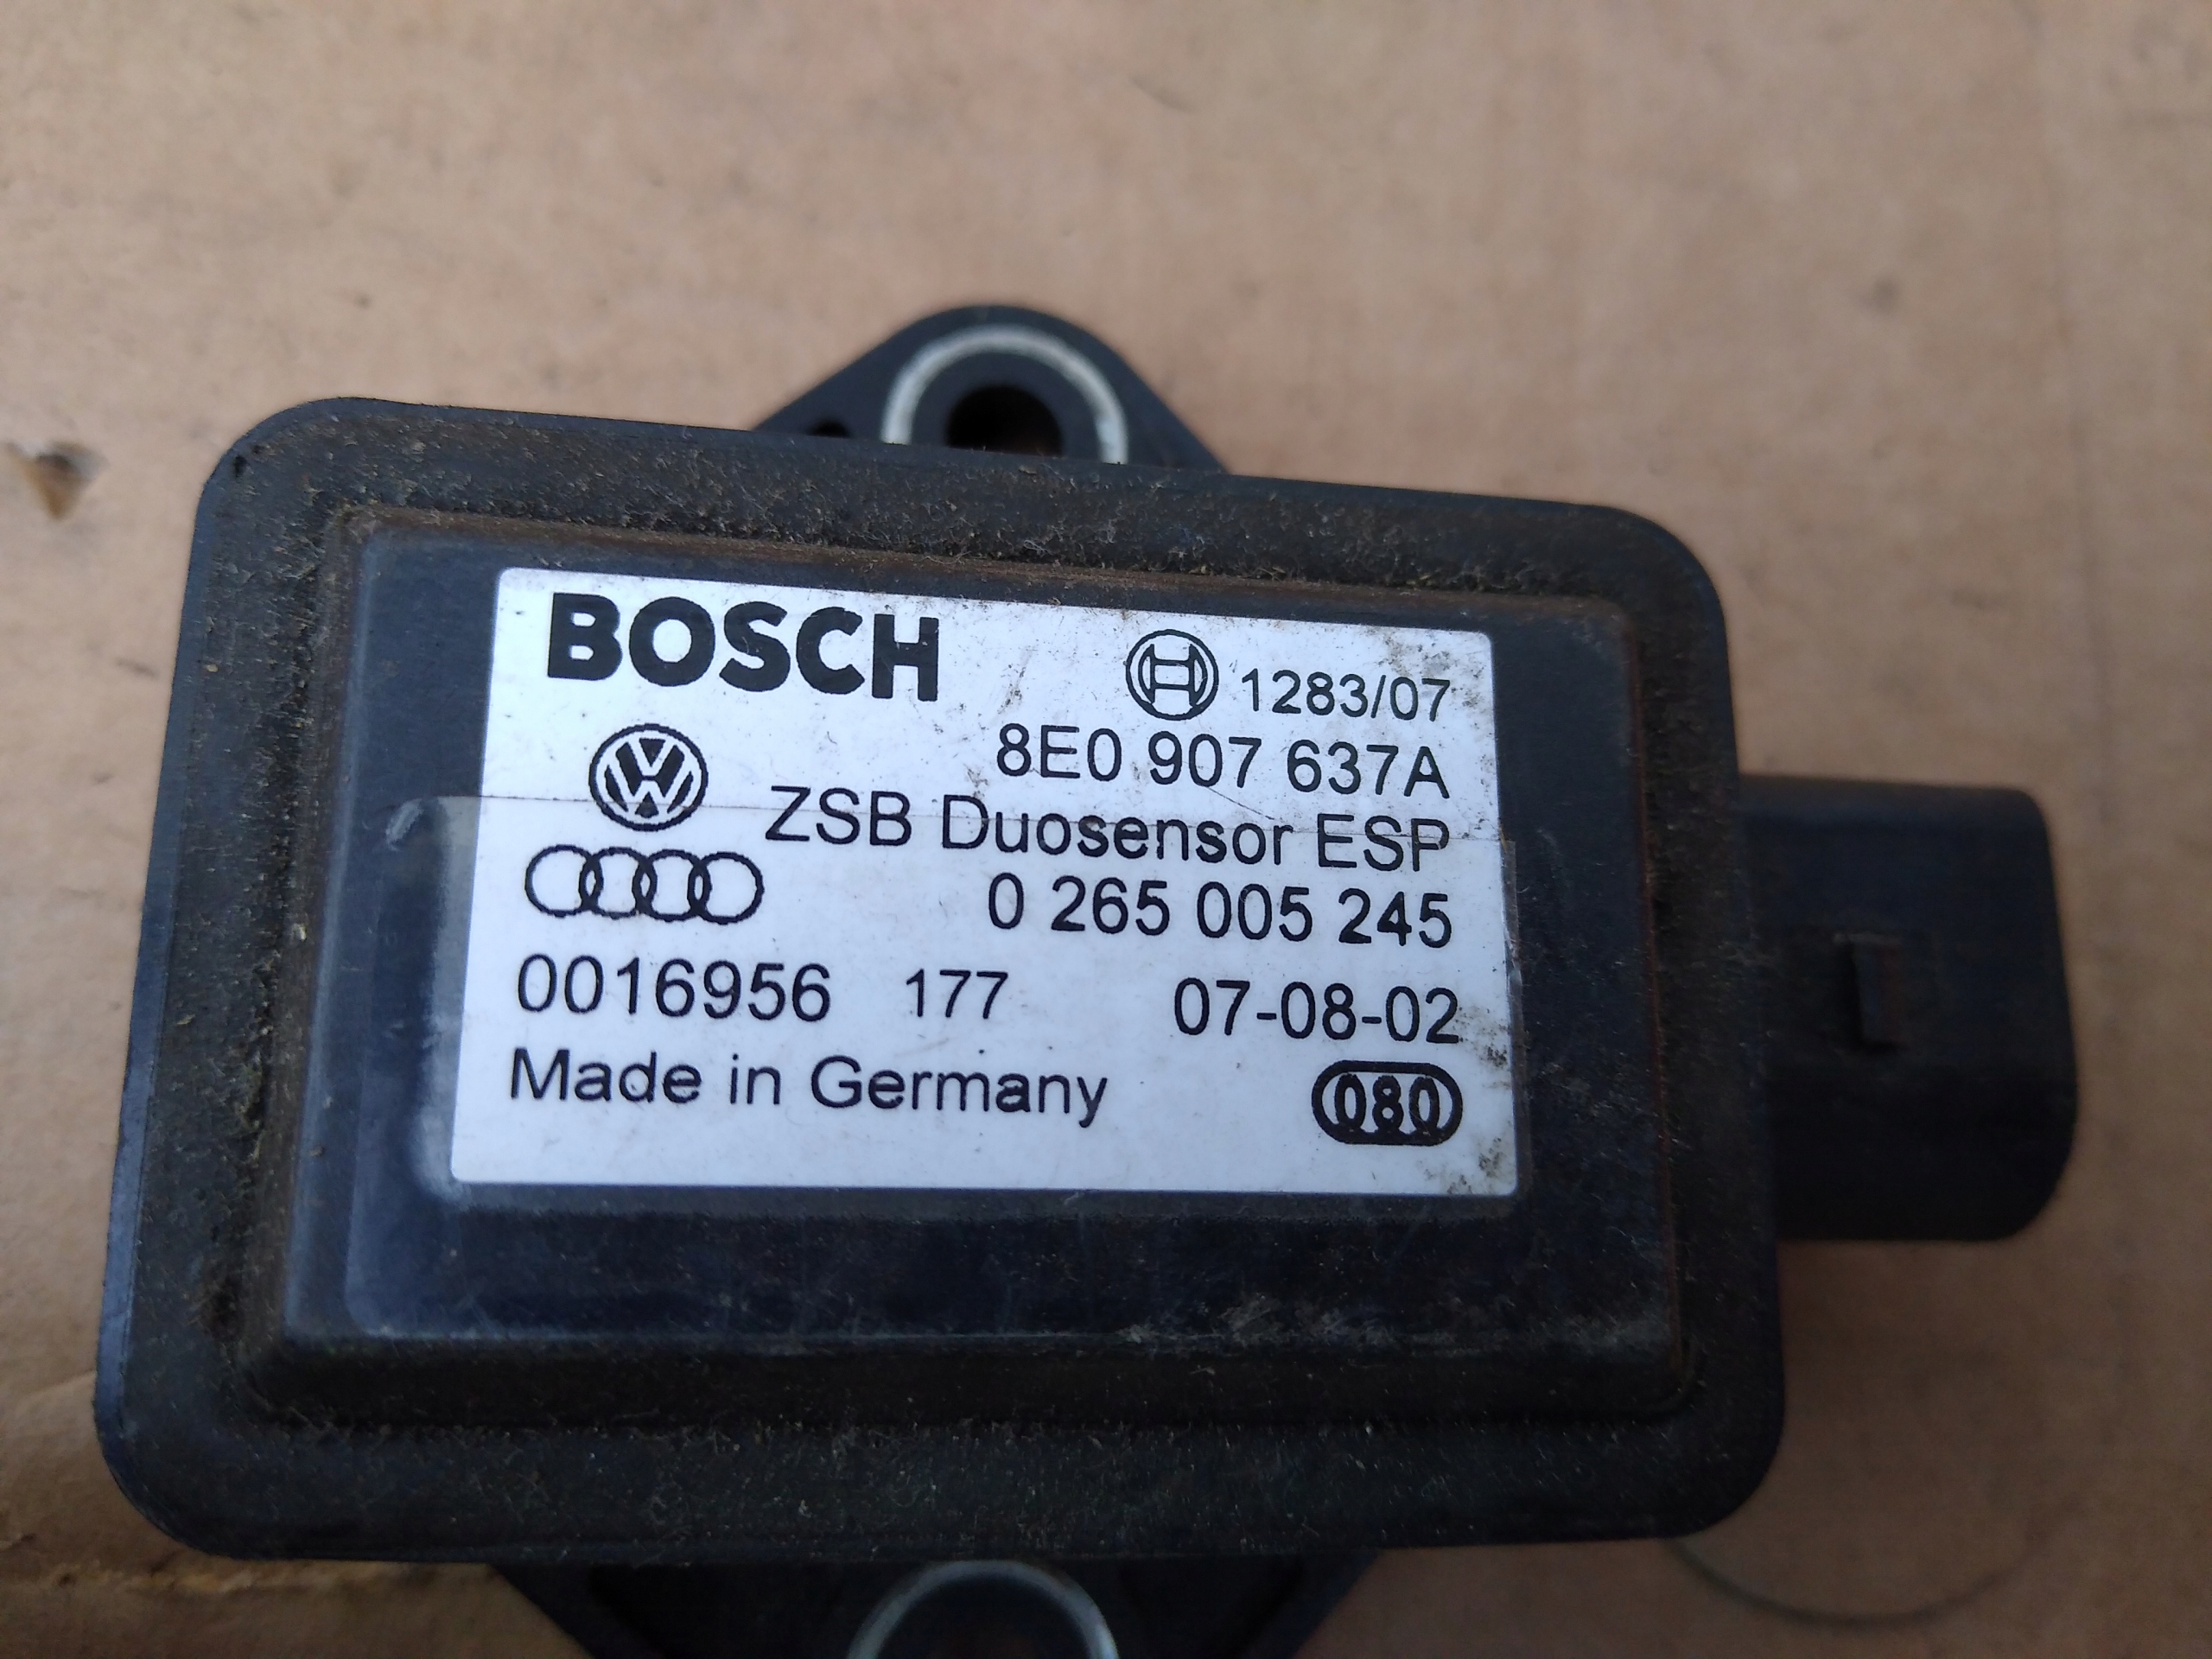 BOSCH
1283/07
8E0 907 637A
ZSB Duosensor ESP
0 265 005 245
0016956 177 07-08-02
Made in Germany
080